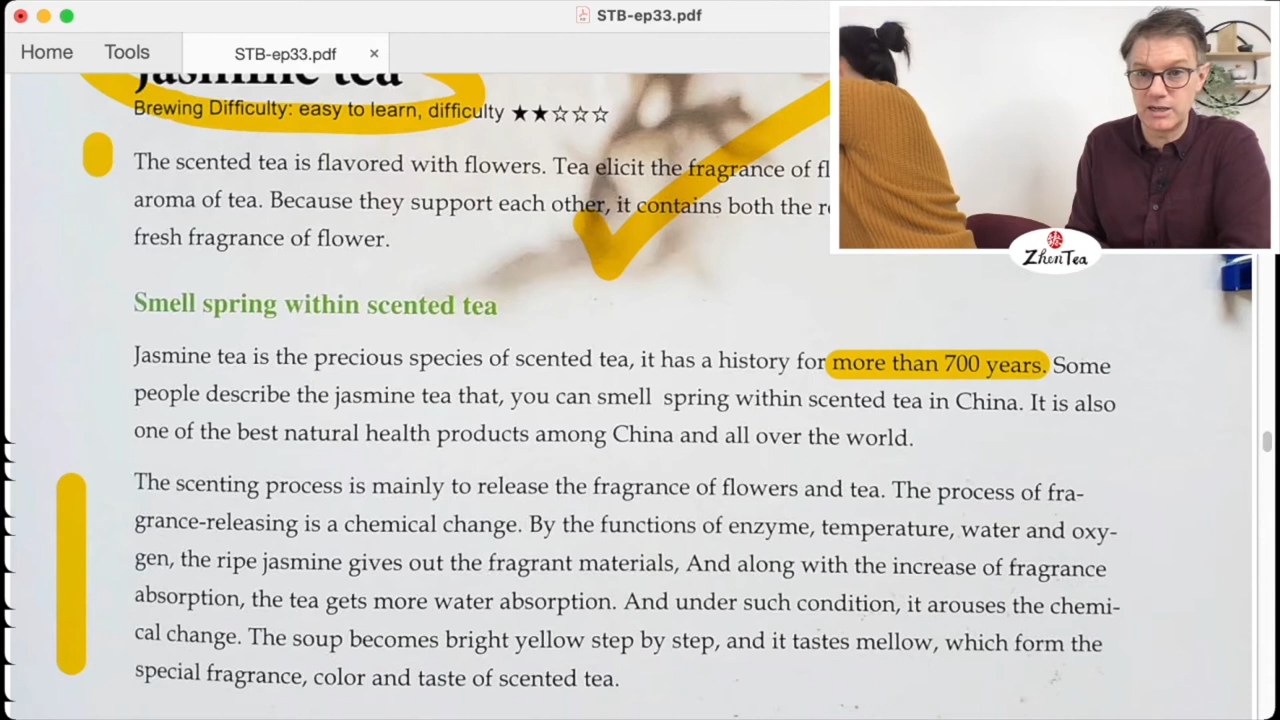 STB-ep33.pdf
Home Tools STB-ep33.pdf ×
Jasmine tea
Brewing Difficulty: easy to learn, difficulty ★★☆☆☆
The scented tea is flavored with flowers. Tea elicit the fragrance of fl
aroma of tea. Because they support each other, it contains both the
fresh fragrance of flower.
Smell spring within scented tea
Jasmine tea is the precious species of scented tea, it has a history for more than 700 years. Some
people describe the jasmine tea that, you can smell spring within scented tea in China. It is also
one of the best natural health products among China and all over the world.
The scenting process is mainly to release the fragrance of flowers and tea. The process of fra-
grance-releasing is a chemical change. By the functions of enzyme, temperature, water and oxy-
gen, the ripe jasmine gives out the fragrant materials, And along with the increase of fragrance
absorption, the tea gets more water absorption. And under such condition, it arouses the chemi-
cal change. The soup becomes bright yellow step by step, and it tastes mellow, which form the
special fragrance, color and taste of scented tea.
ZhenTea